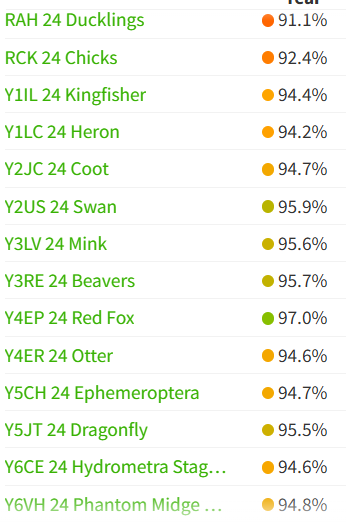 Year
RAH 24 Ducklings 91.1%
RCK 24 Chicks 92.4%
Y1IL 24 Kingfisher 94.4%
Y1LC 24 Heron 94.2%
Y2JC 24 Coot 94.7%
Y2US 24 Swan 95.9%
Y3LV 24 Mink 95.6%
Y3RE 24 Beavers 95.7%
Y4EP 24 Red Fox 97.0%
Y4ER 24 Otter 94.6%
Y5CH 24 Ephemeroptera 94.7%
Y5JT 24 Dragonfly 95.5%
Y6CE 24 Hydrometra Stag... 94.6%
Y6VH 24 Phantom Midge ... 94.8%